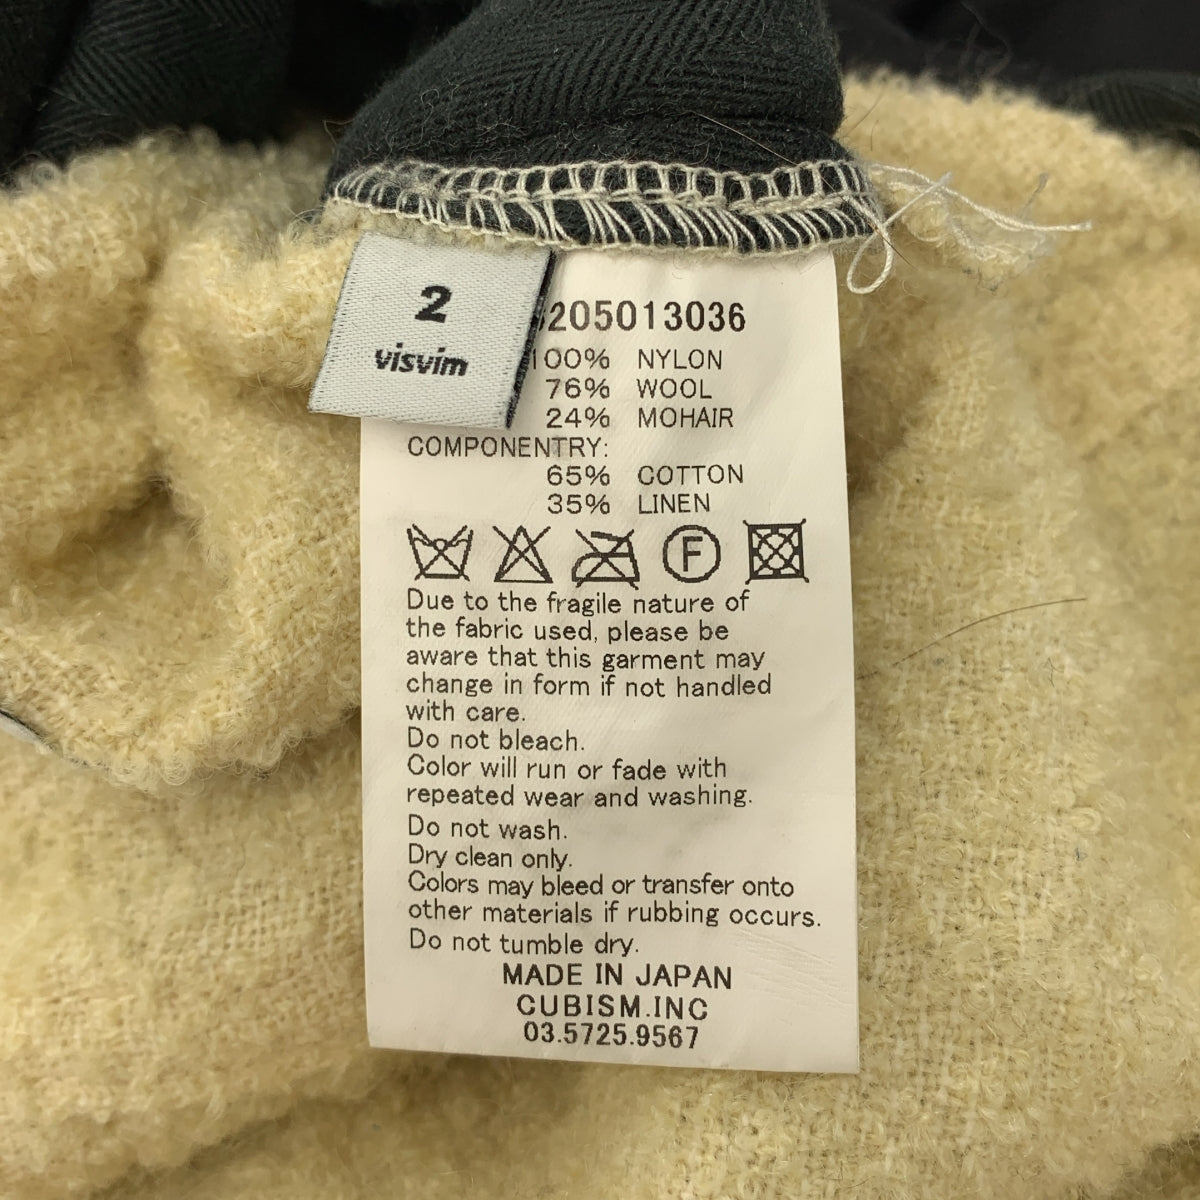 2
visvim
205013036
100% NYLON
76% WOOL
24% MOHAIR
COMPONENTRY:
65% COTTON
35% LINEN
F
Due to the fragile nature of
the fabric used, please be
aware that this garment may
change in form if not handled
with care.
Do not bleach.
Color will run or fade with
repeated wear and washing.
Do not wash.
Dry clean only.
Colors may bleed or transfer onto
other materials if rubbing occurs.
Do not tumble dry.
MADE IN JAPAN
CUBISM.INC
03.5725.9567